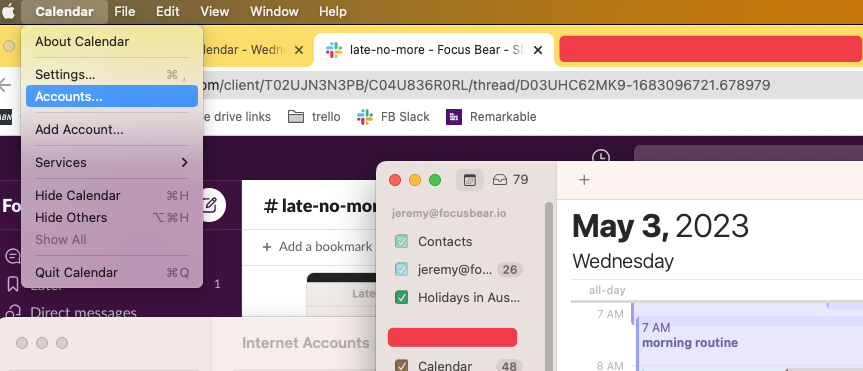 Calendar File Edit View Window Help
About Calendar
Settings... ⌘ ,
Accounts...
Add Account...
Services
Hide Calendar ⌘H
Hide Others ⌥⌘H
Show All
Quit Calendar ⌘Q
lendar - Wedn
late-no-more - Focus Bear - Sl
om/client/T02UJN3N3PB/C04U836R0RL/thread/D03UHC62MK9-1683096721.678979
ABN
e drive links trello FB Slack Remarkable
Fo
Later 1
Direct messages
# late-no-mor
+ Add a bookmark
Late
Internet Accounts
79
jeremy@focusbear.io
Contacts
jeremy@fo... 26
Holidays in Aus...
Calendar 48
+
May 3, 2023
Wednesday
all-day
7 AM
7 AM
morning routine
8 AM